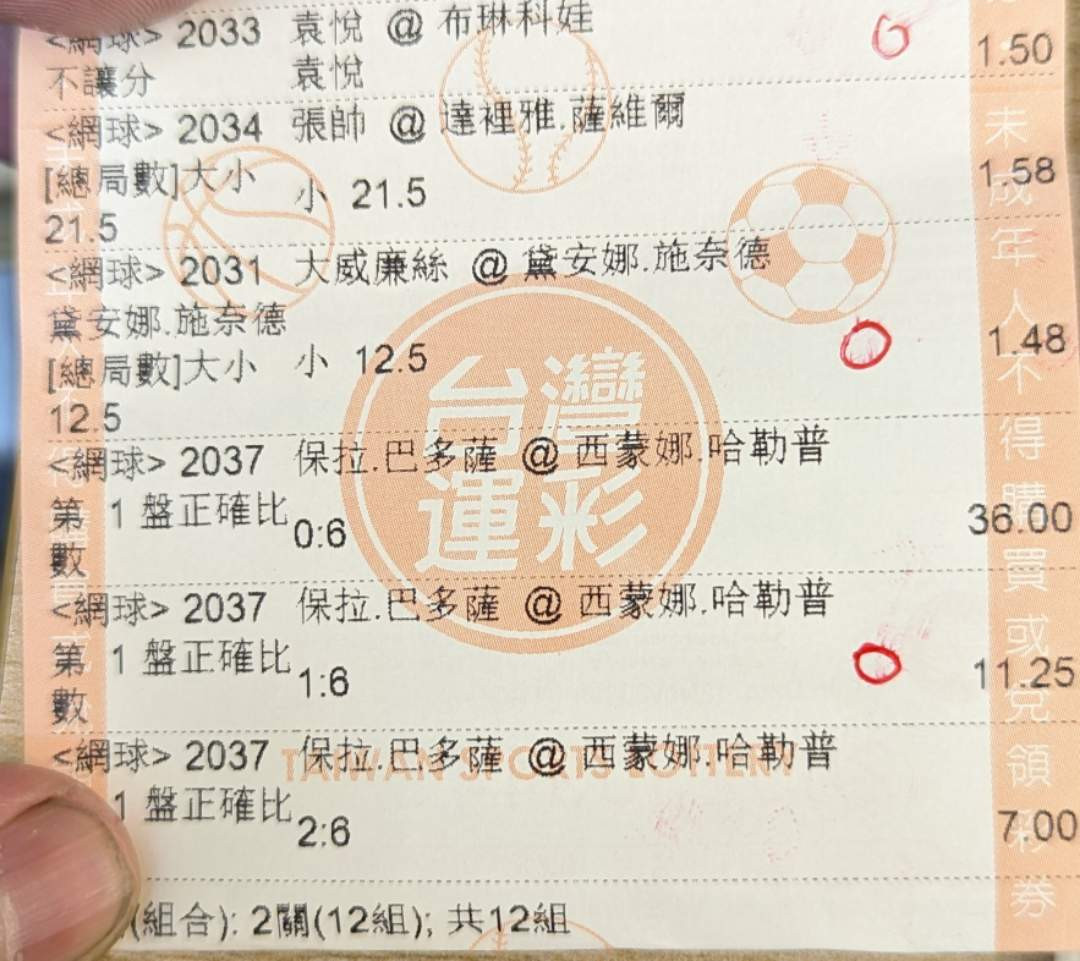 <網球> 2033 袁悅 @ 布琳科娃
不讓分 袁悅 1.50
<網球> 2034 張帥 @ 達裡雅.薩維爾
[總局數]大小 小 21.5 1.58
21.5
<網球> 2031 大威廉絲 @ 黛安娜.施奈德
黛安娜.施奈德
[總局數]大小 小 12.5 1.48
12.5
<網球> 2037 保拉.巴多薩 @ 西蒙娜.哈勒普
第 1 盤正確比 0:6 36.00
數
<網球> 2037 保拉.巴多薩 @ 西蒙娜.哈勒普
第 1 盤正確比 1:6 11.25
數
<網球> 2037 保拉.巴多薩 @ 西蒙娜.哈勒普
1 盤正確比 2:6 7.00
(組合): 2關(12組); 共12組
台灣
運彩
TAIWAN SPORTS LOTTERY
未成年人不得購買或兌領彩券